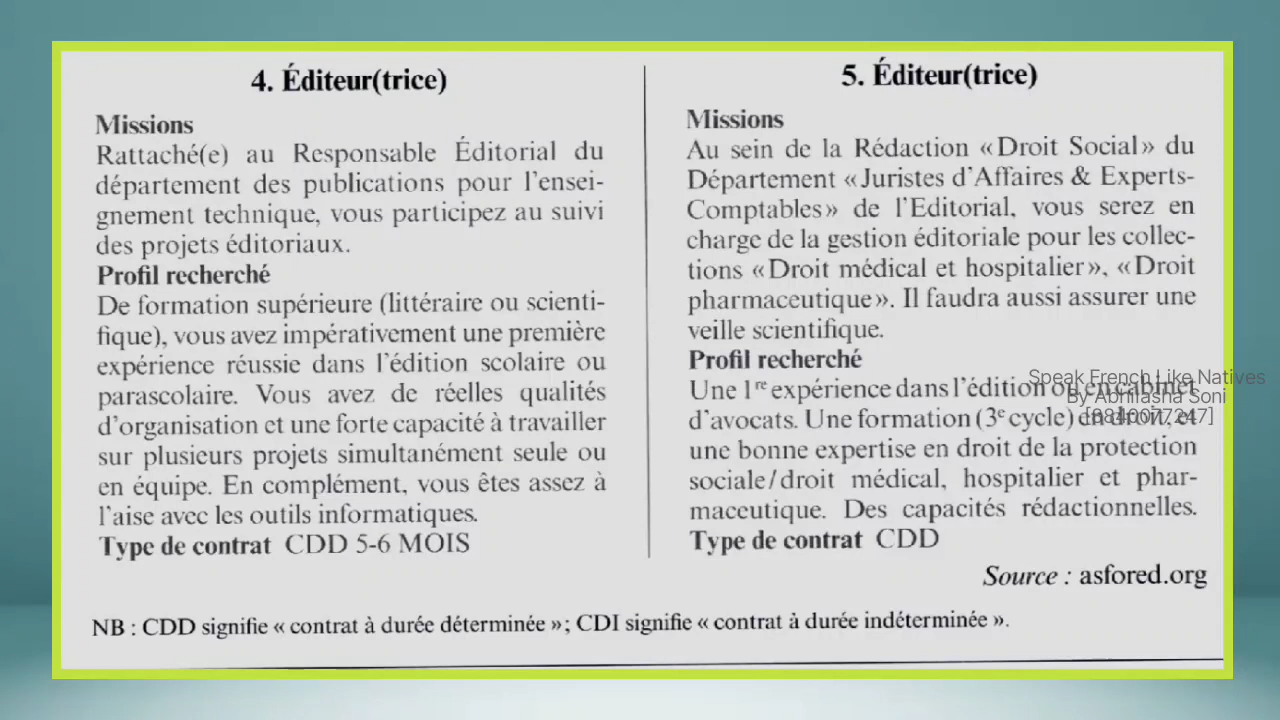 4. Éditeur(trice)
Missions
Rattaché(e) au Responsable Éditorial du
département des publications pour l'ensei-
gnement technique, vous participez au suivi
des projets éditoriaux.
Profil recherché
De formation supérieure (littéraire ou scienti-
fique), vous avez impérativement une première
expérience réussie dans l'édition scolaire ou
parascolaire. Vous avez de réelles qualités
d'organisation et une forte capacité à travailler
sur plusieurs projets simultanément seule ou
en équipe. En complément, vous êtes assez à
l'aise avec les outils informatiques.
Type de contrat CDD 5-6 MOIS
5. Éditeur(trice)
Missions
Au sein de la Rédaction «Droit Social» du
Département «Juristes d'Affaires & Experts-
Comptables» de l'Editorial, vous serez en
charge de la gestion éditoriale pour les collec-
tions «Droit médical et hospitalier», «Droit
pharmaceutique». Il faudra aussi assurer une
veille scientifique.
Profil recherché
Une 1re expérience dans l'édition ou en cabinet
d'avocats. Une formation (3e cycle) en droit, et
une bonne expertise en droit de la protection
sociale/droit médical, hospitalier et phar-
maceutique. Des capacités rédactionnelles.
Type de contrat CDD
Speak French Like Natives
By Abhilasha Soni
[8840077247]
Source : asfored.org
NB : CDD signifie « contrat à durée déterminée »; CDI signifie « contrat à durée indéterminée ».